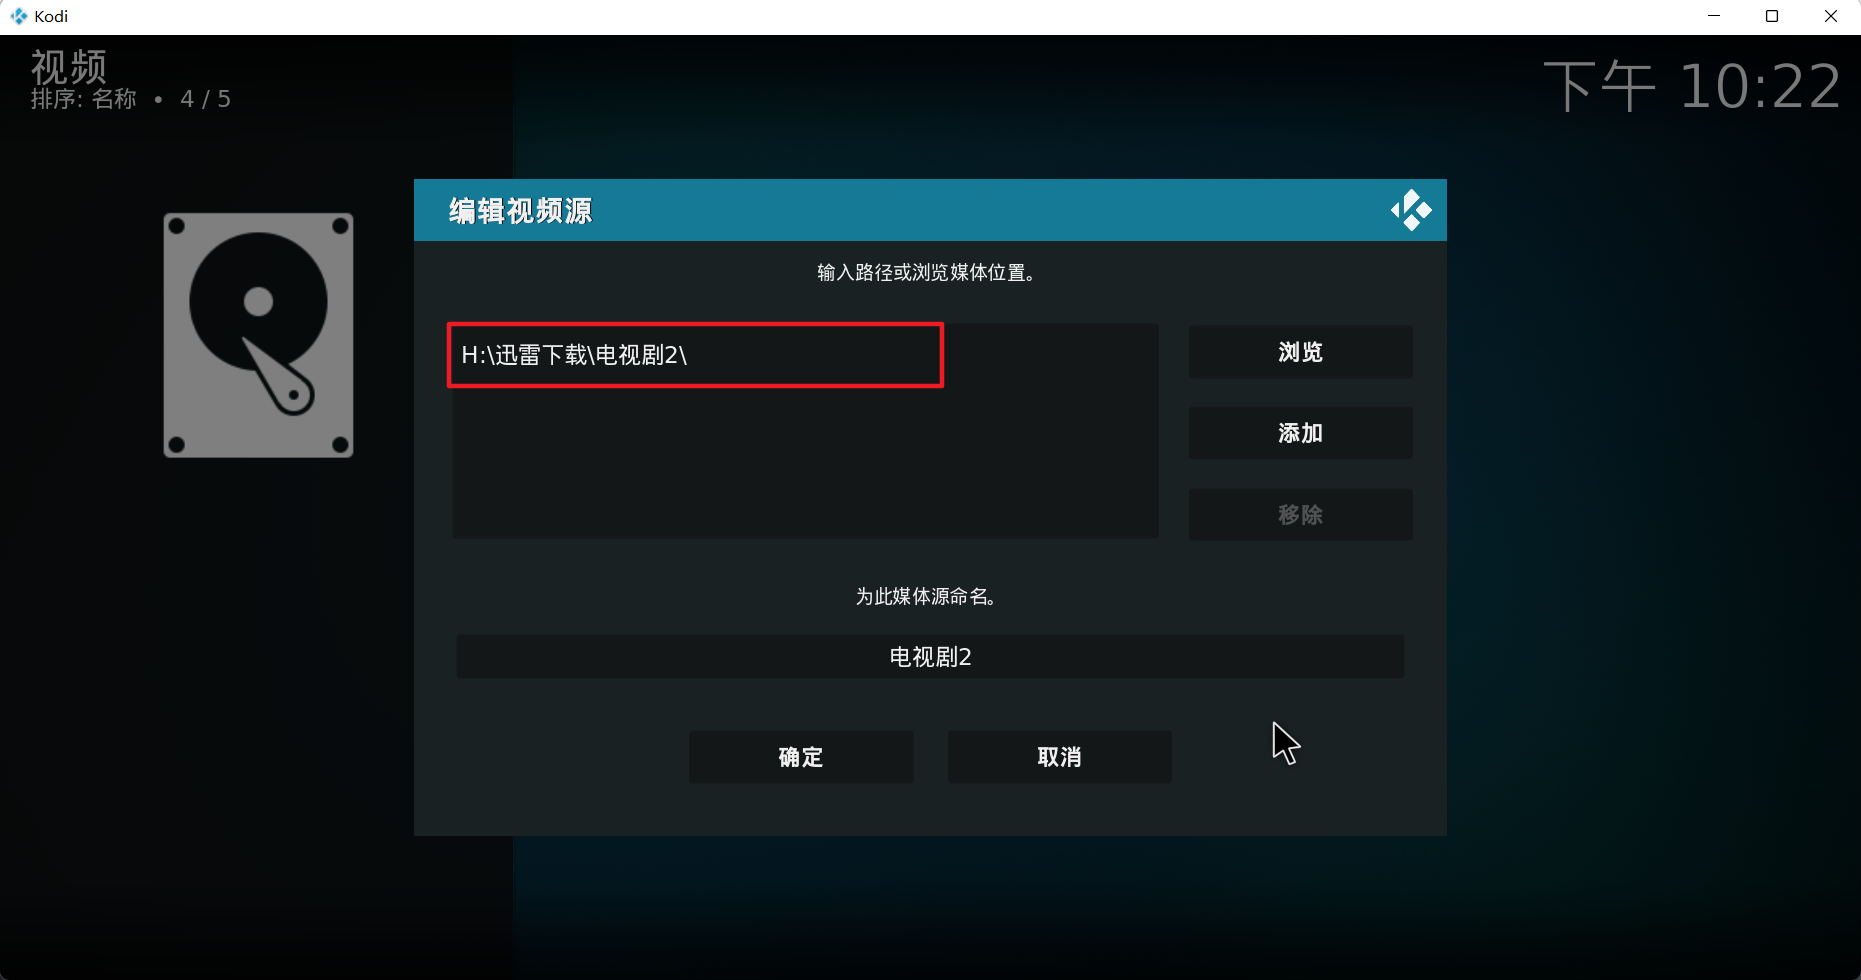 Kodi
视频
排序: 名称 • 4 / 5
下午 10:22
编辑视频源
输入路径或浏览媒体位置。
H:\迅雷下载\电视剧2\
浏览
添加
移除
为此媒体源命名。
电视剧2
确定
取消